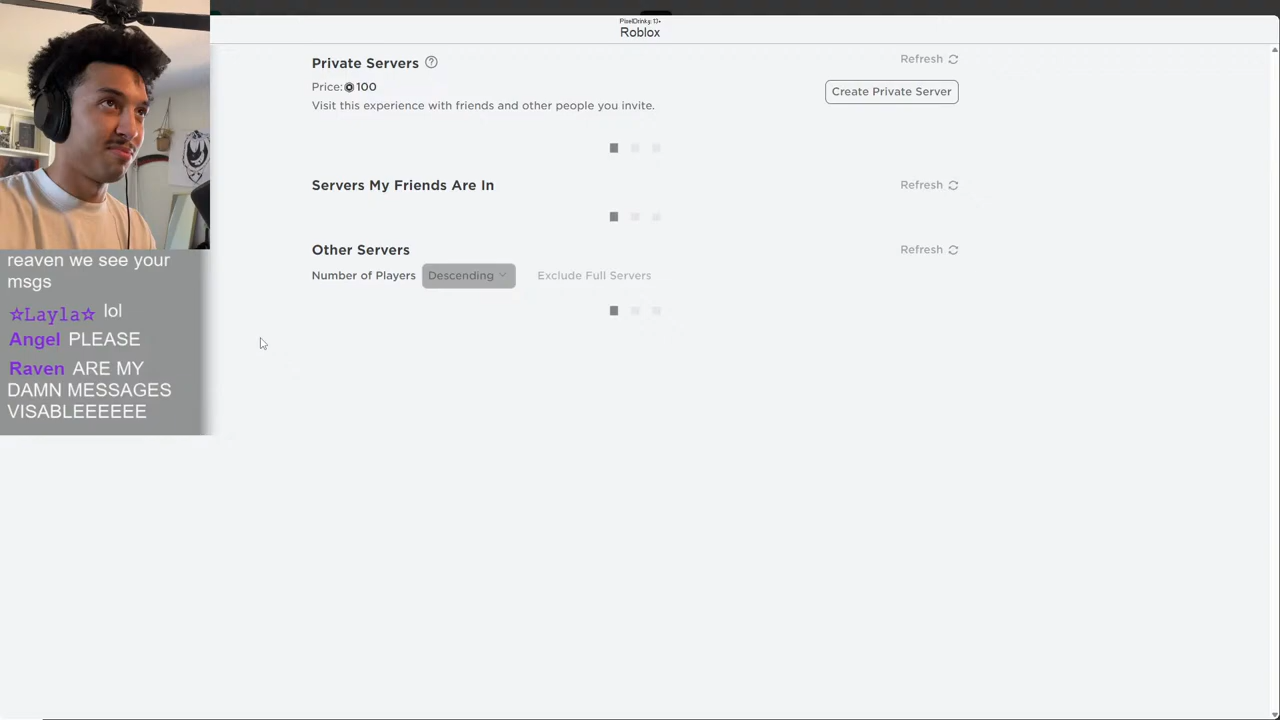 PixelDrinky: 13+
Roblox
Private Servers
Refresh
Price: 100
Create Private Server
Visit this experience with friends and other people you invite.
Servers My Friends Are In
Refresh
Other Servers
Refresh
Number of Players Descending Exclude Full Servers
reaven we see your
msgs
☆Layla☆ lol
Angel PLEASE
Raven ARE MY
DAMN MESSAGES
VISABLEEEEEE